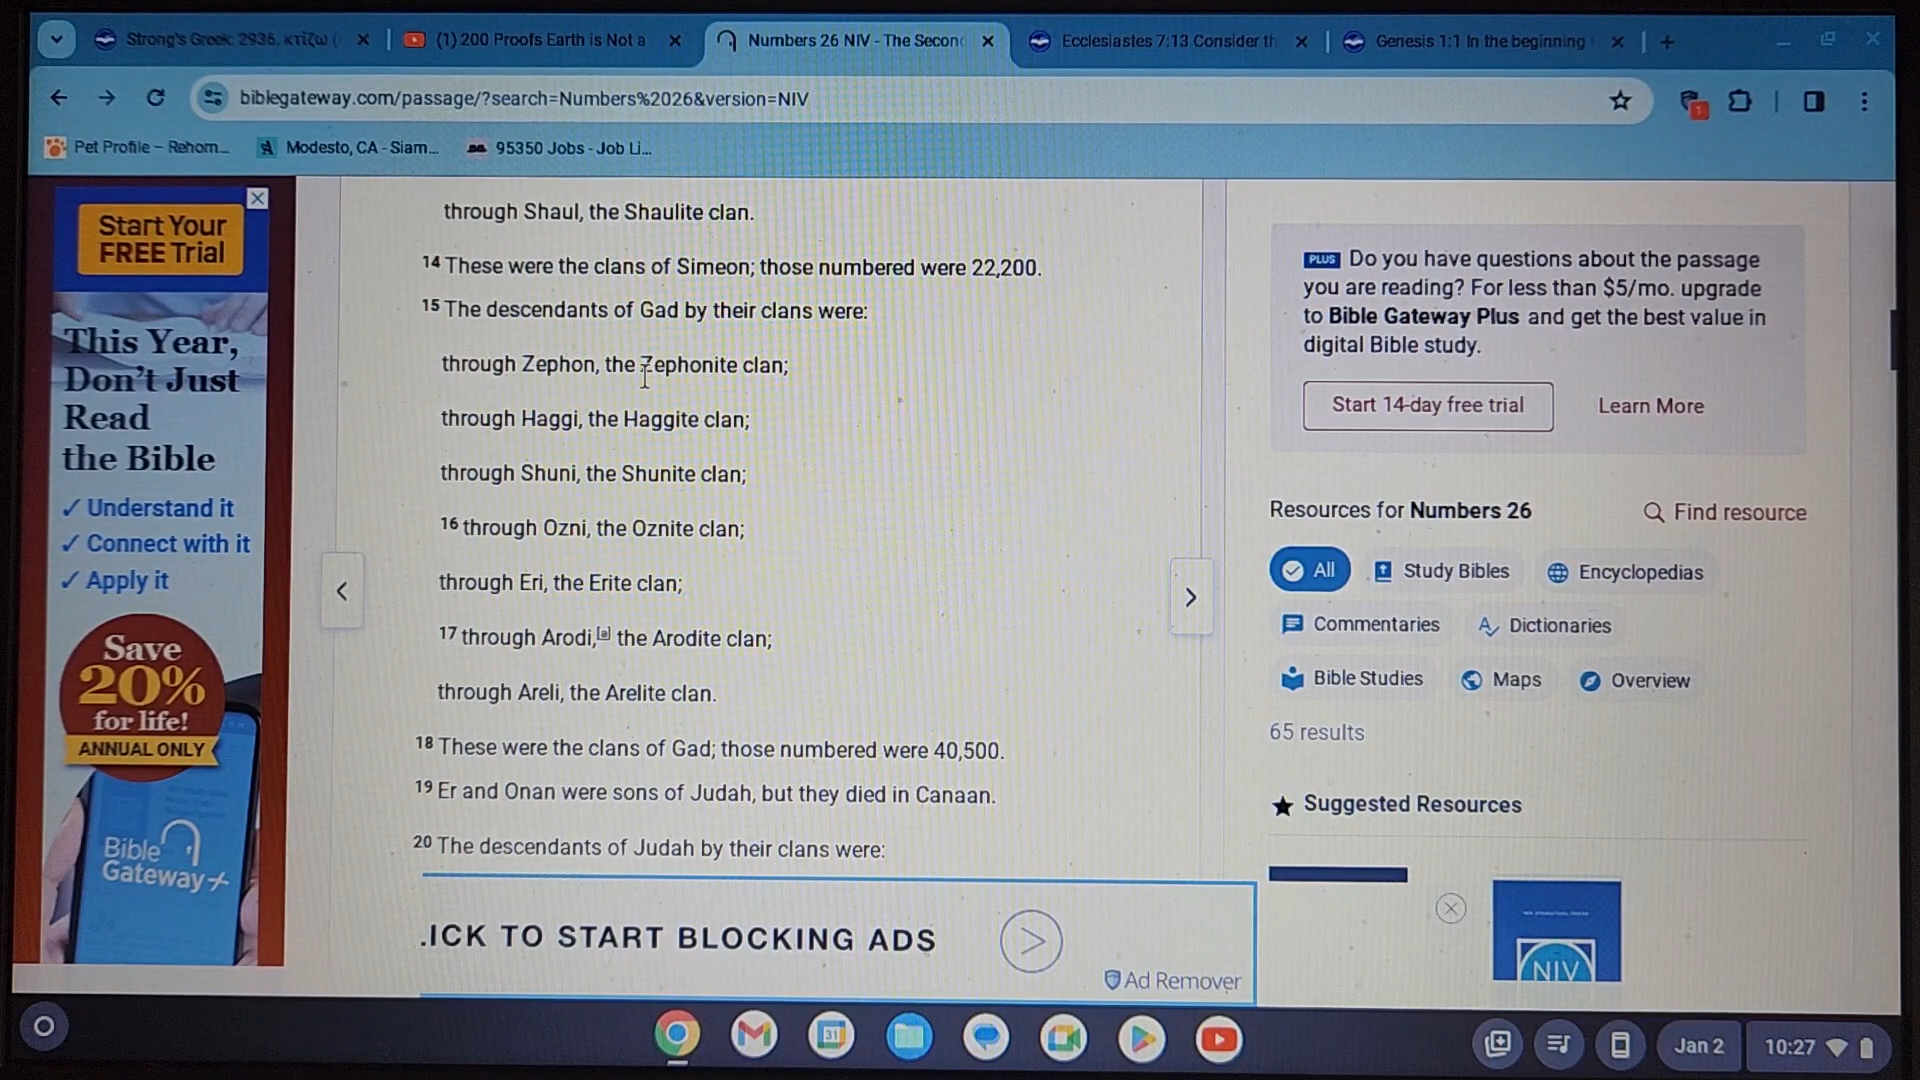 Strong's Greek: 2936. κτίζω (
(1) 200 Proofs Earth is Not a
Numbers 26 NIV - The Second
Ecclesiastes 7:13 Consider th
Genesis 1:1 In the beginning
biblegateway.com/passage/?search=Numbers%2026&version=NIV
1
Pet Profile – Rehom...
Modesto, CA - Siam...
95350 Jobs - Job Li...
Start Your
FREE Trial
This Year,
Don't Just
Read
the Bible
✓ Understand it
✓ Connect with it
✓ Apply it
Save
20%
for life!
ANNUAL ONLY
Bible
Gateway+
through Shaul, the Shaulite clan.
14 These were the clans of Simeon; those numbered were 22,200.
15 The descendants of Gad by their clans were:
through Zephon, the Zephonite clan;
through Haggi, the Haggite clan;
through Shuni, the Shunite clan;
16 through Ozni, the Oznite clan;
through Eri, the Erite clan;
17 through Arodi,[a] the Arodite clan;
through Areli, the Arelite clan.
18 These were the clans of Gad; those numbered were 40,500.
19 Er and Onan were sons of Judah, but they died in Canaan.
20 The descendants of Judah by their clans were:
.ICK TO START BLOCKING ADS
Ad Remover
PLUS Do you have questions about the passage
you are reading? For less than $5/mo. upgrade
to Bible Gateway Plus and get the best value in
digital Bible study.
Start 14-day free trial
Learn More
Resources for Numbers 26
Find resource
All
Study Bibles
Encyclopedias
Commentaries
Dictionaries
Bible Studies
Maps
Overview
65 results
Suggested Resources
NIV
31
Jan 2
10:27